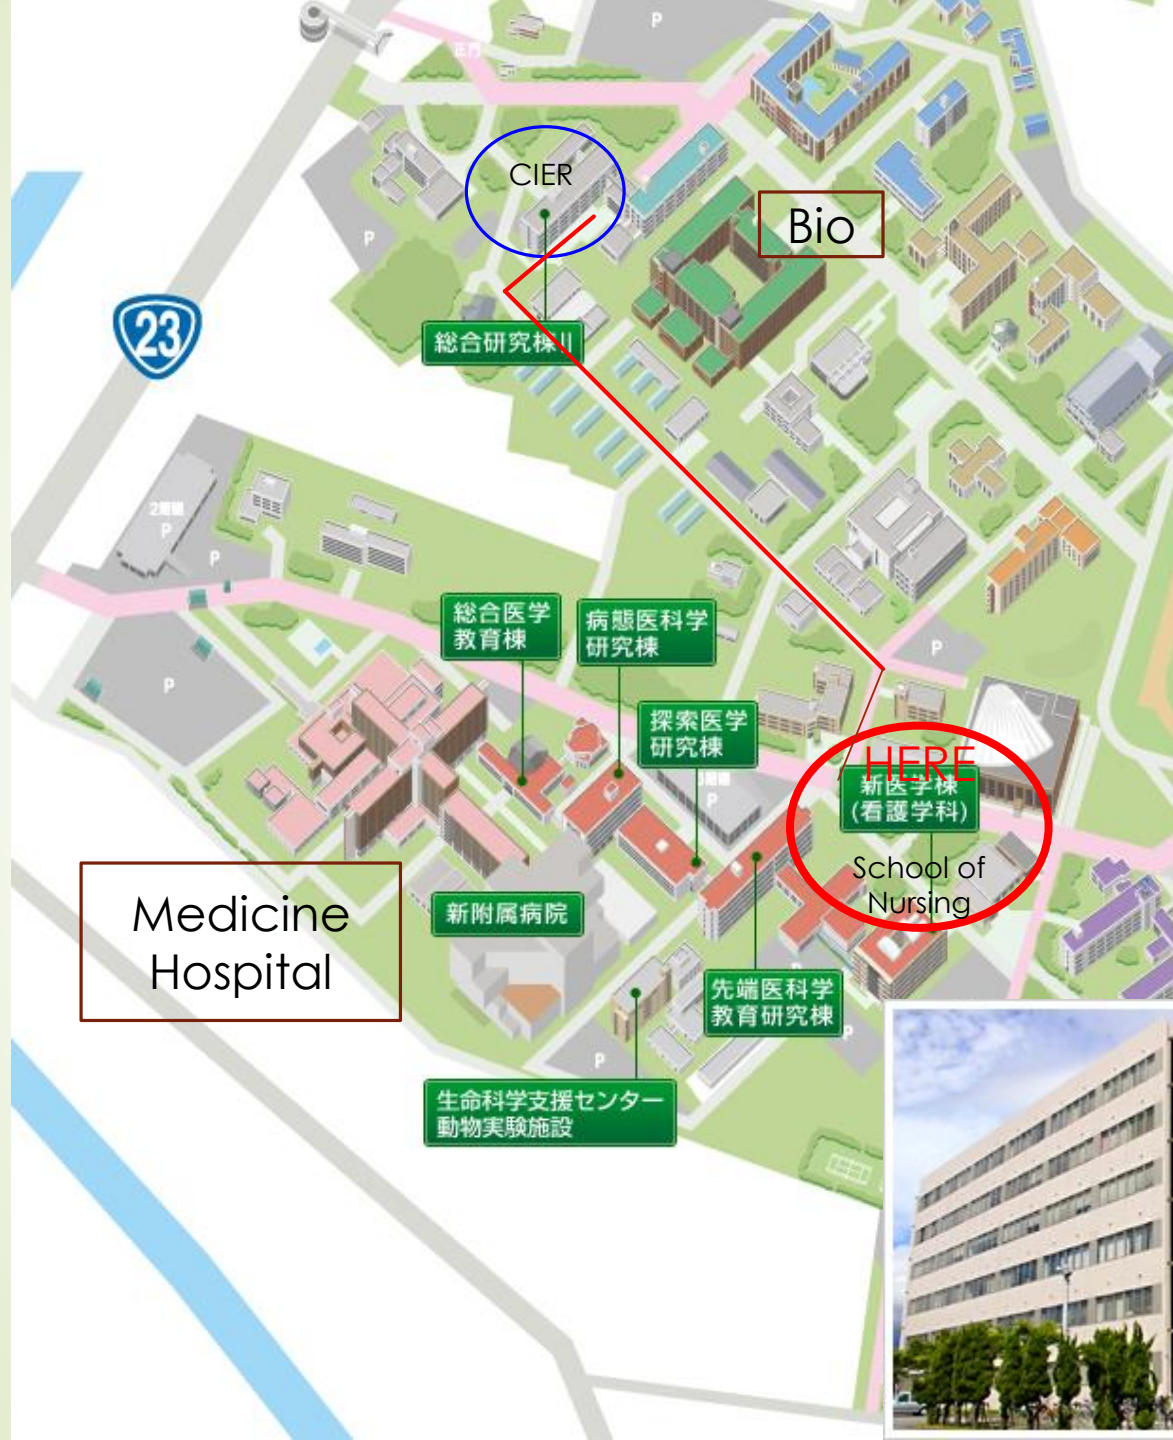 P
正門
CIER
Bio
P
23
総合研究棟II
P
P
総合医学
教育棟
病態医科学
研究棟
P
P
探索医学
研究棟
HERE
新医学棟
(看護学科)
P
School of
Nursing
Medicine
Hospital
新附属病院
先端医科学
教育研究棟
P
P
P
生命科学支援センター
動物実験施設